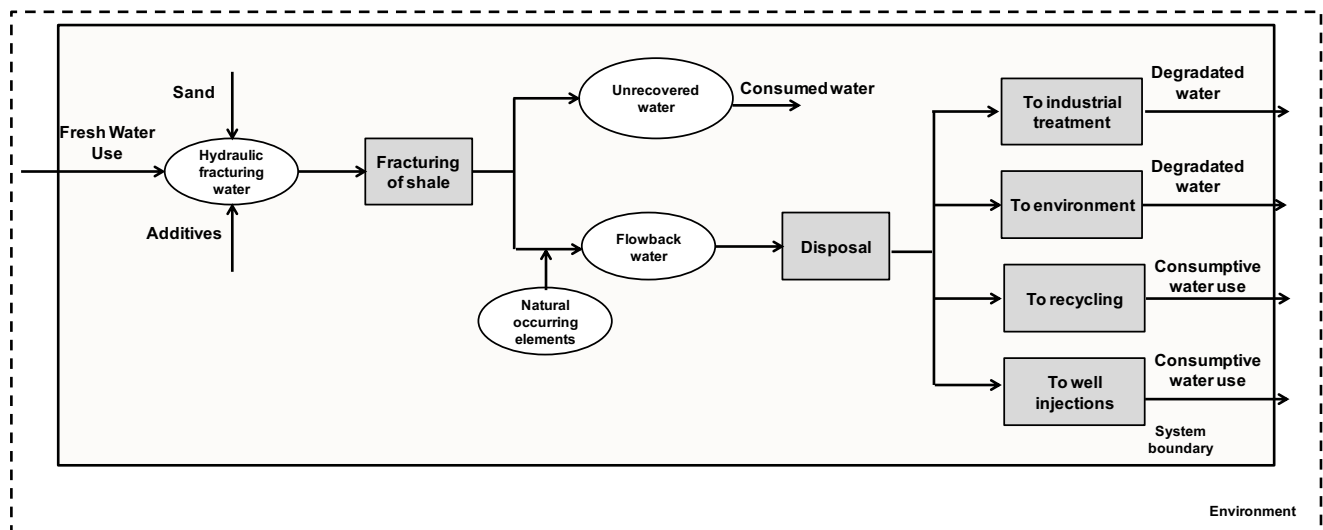 Sand
Fresh Water
Use
Hydraulic
fracturing
water
Additives
Fracturing
of shale
Unrecovered
water
Consumed water
Flowback
water
Natural
occurring
elements
Disposal
To industrial
treatment
Degradated
water
To environment
Degradated
water
To recycling
Consumptive
water use
To well
injections
Consumptive
water use
System
boundary
Environment